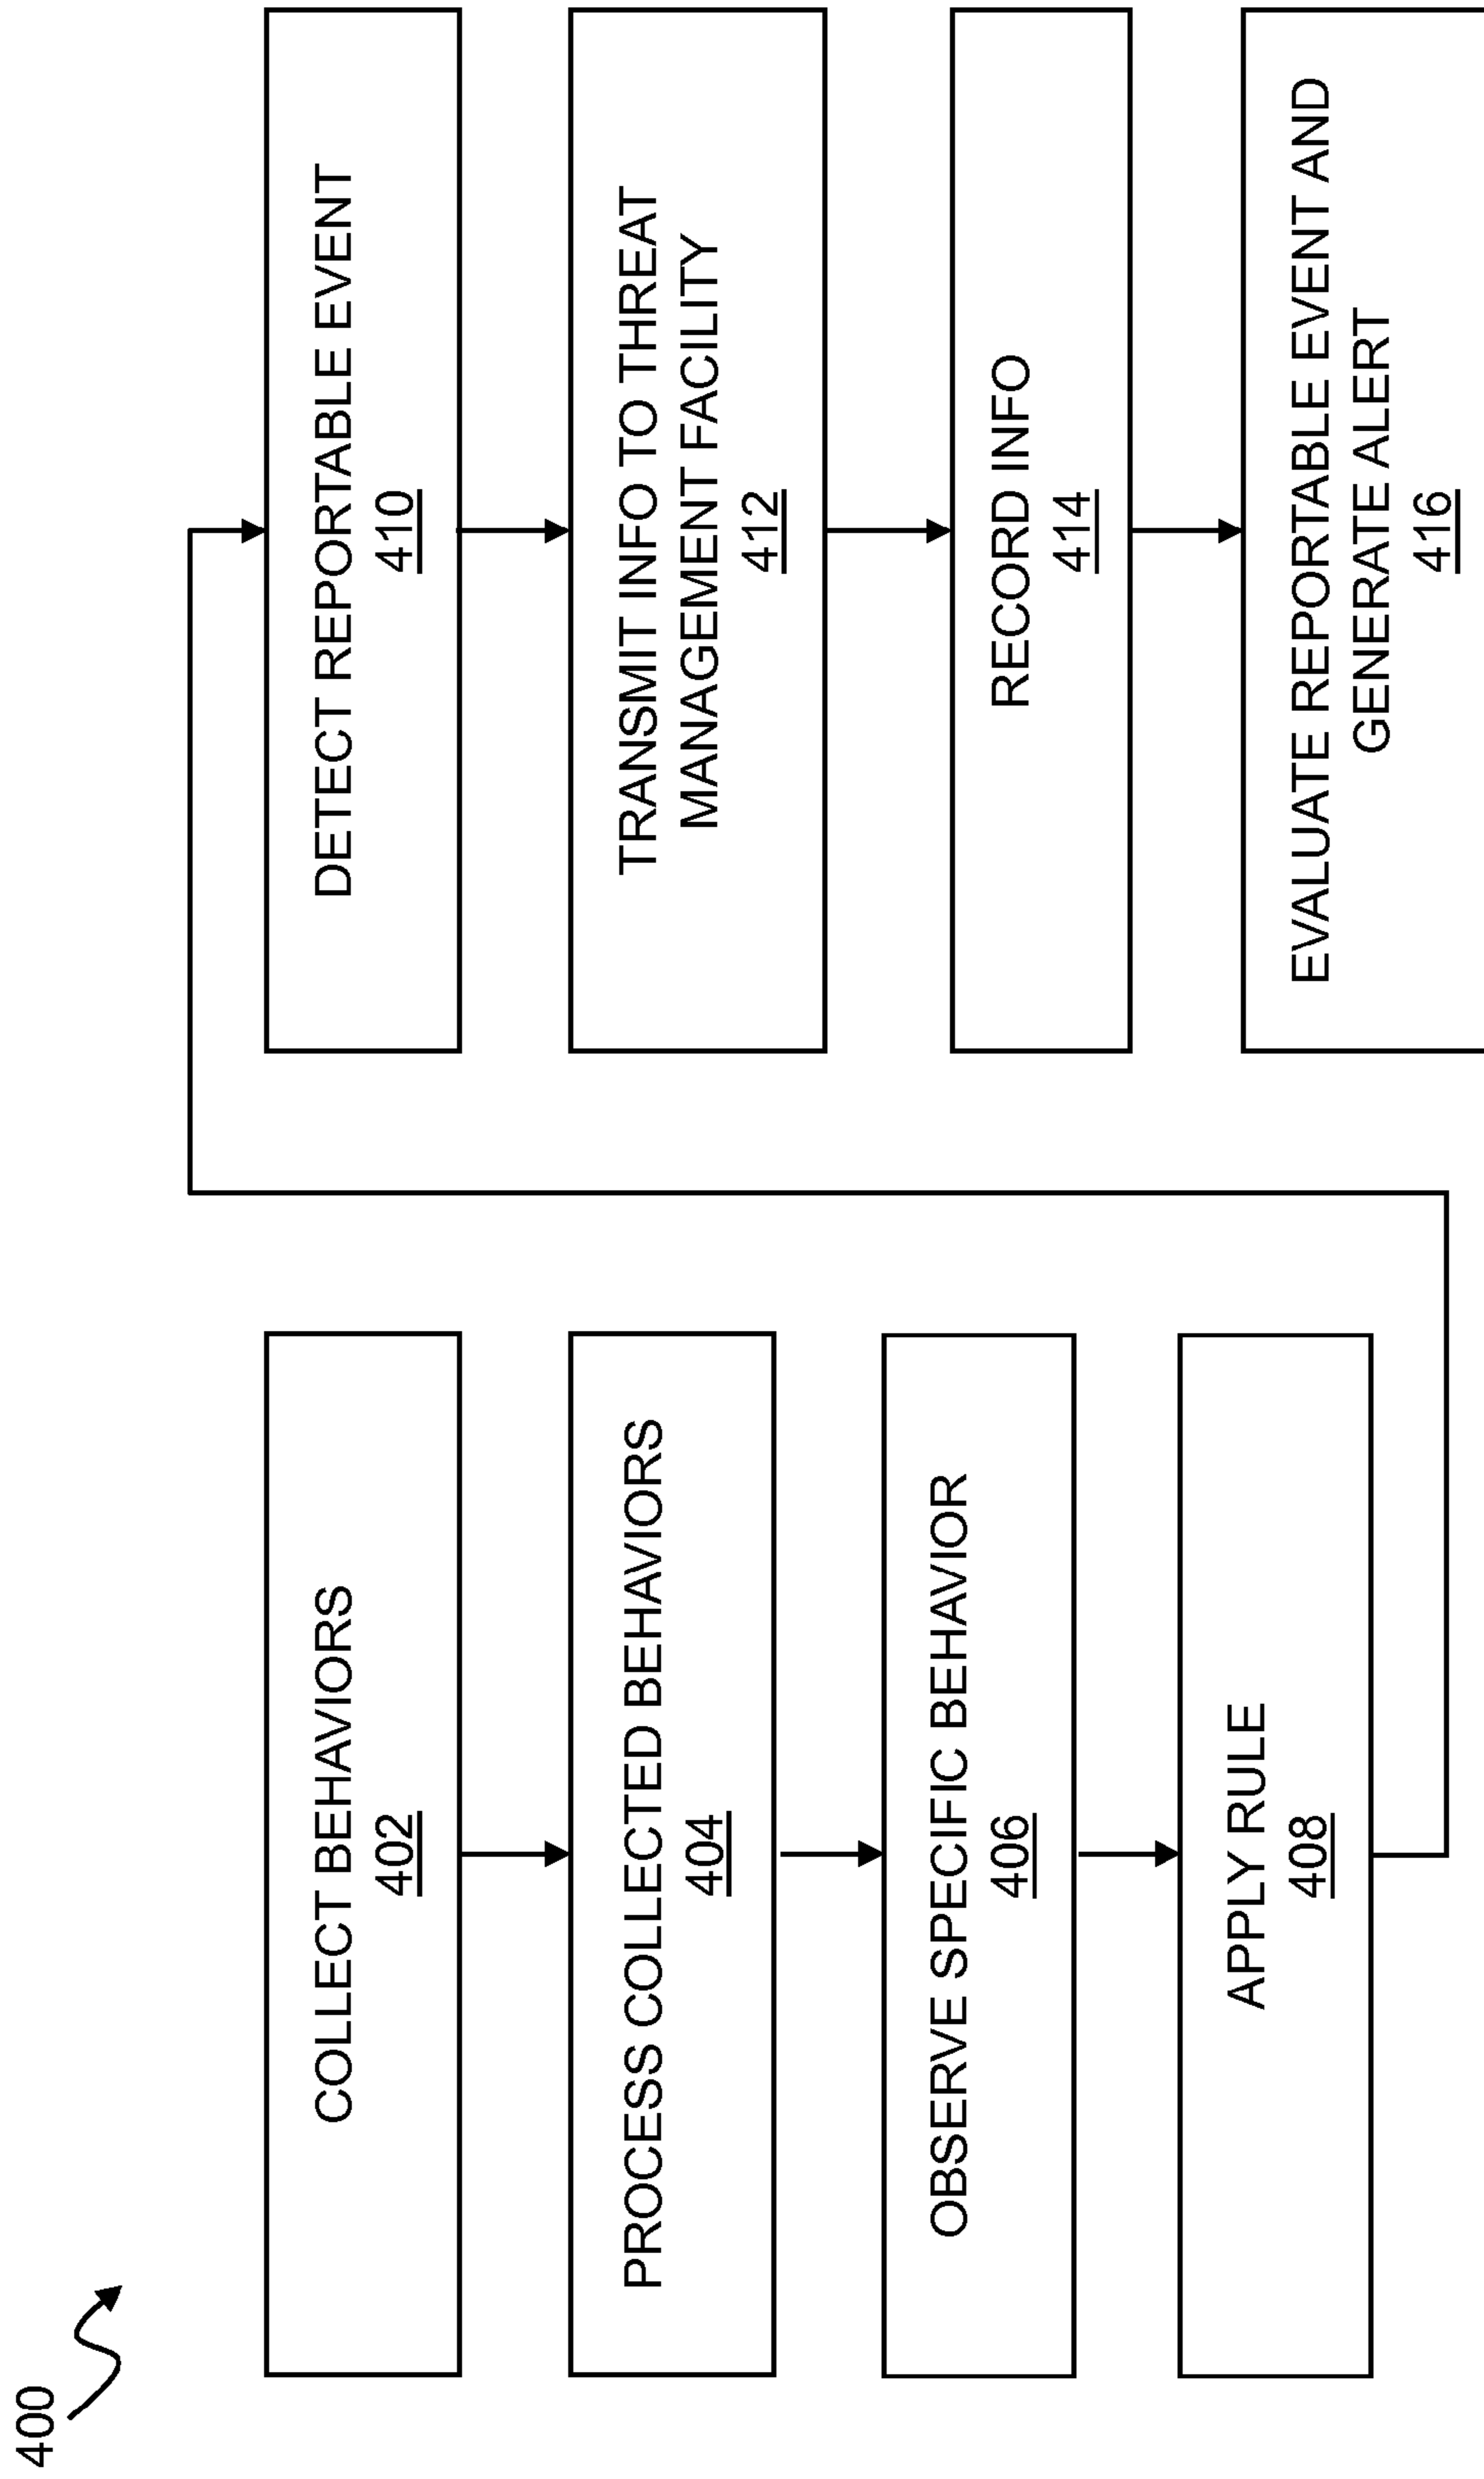 400
COLLECT BEHAVIORS
402
PROCESS COLLECTED BEHAVIORS
404
OBSERVE SPECIFIC BEHAVIOR
406
APPLY RULE
408
DETECT REPORTABLE EVENT
410
TRANSMIT INFO TO THREAT
MANAGEMENT FACILITY
412
RECORD INFO
414
EVALUATE REPORTABLE EVENT AND
GENERATE ALERT
416